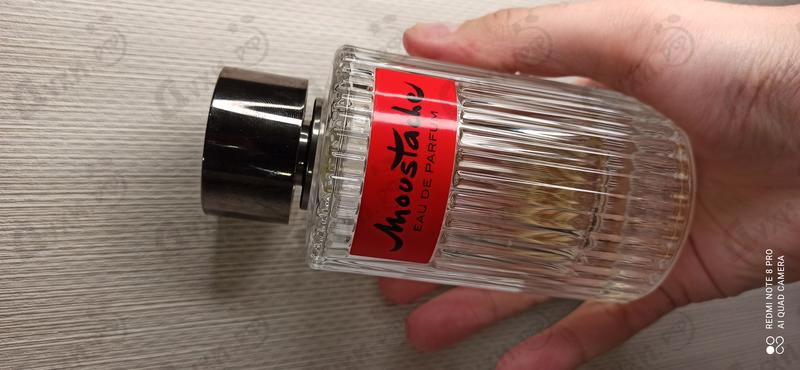 Moustache
EAU DE PARFUM
REDMI NOTE 8 PRO
AI QUAD CAMERA